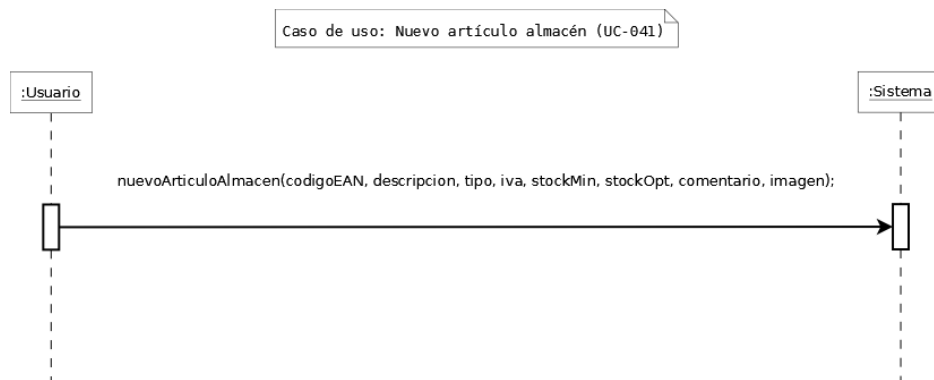 Caso de uso: Nuevo artículo almacén (UC-041)
:Usuario
:Sistema
nuevoArticuloAlmacen(codigoEAN, descripcion, tipo, iva, stockMin, stockOpt, comentario, imagen);